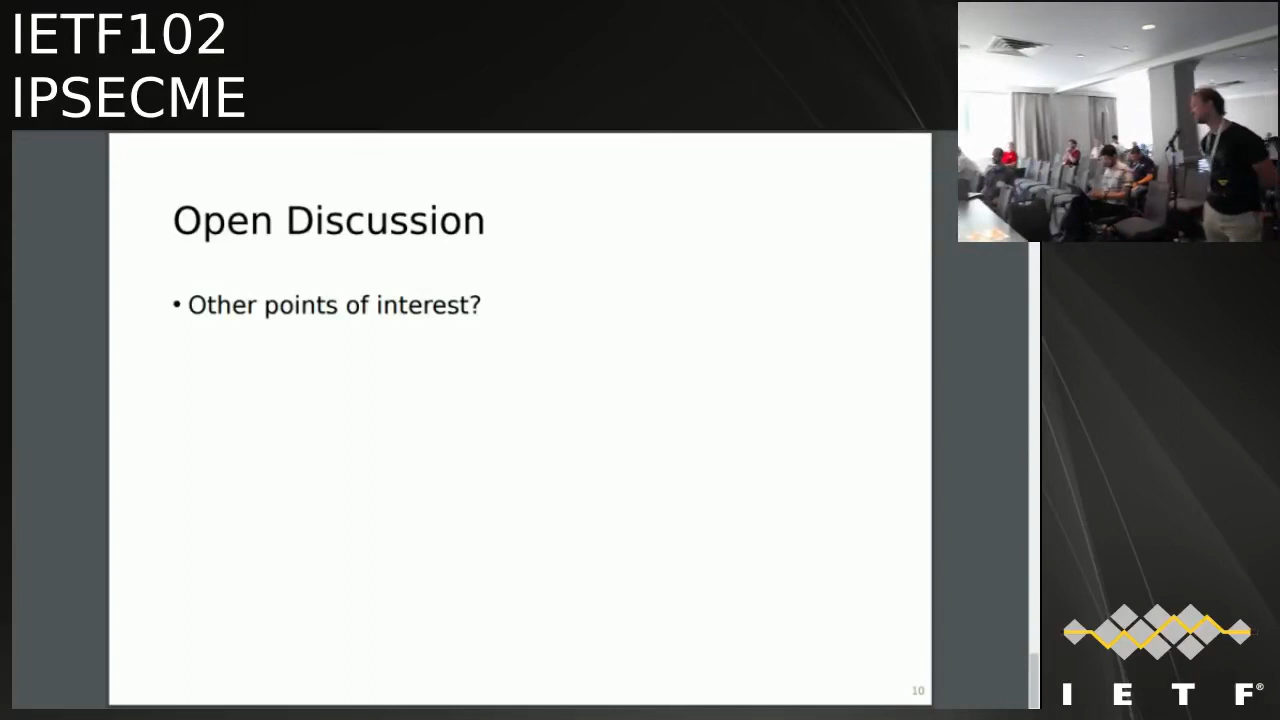 IETF102
IPSECME
Open Discussion
• Other points of interest?
10
I E T F®